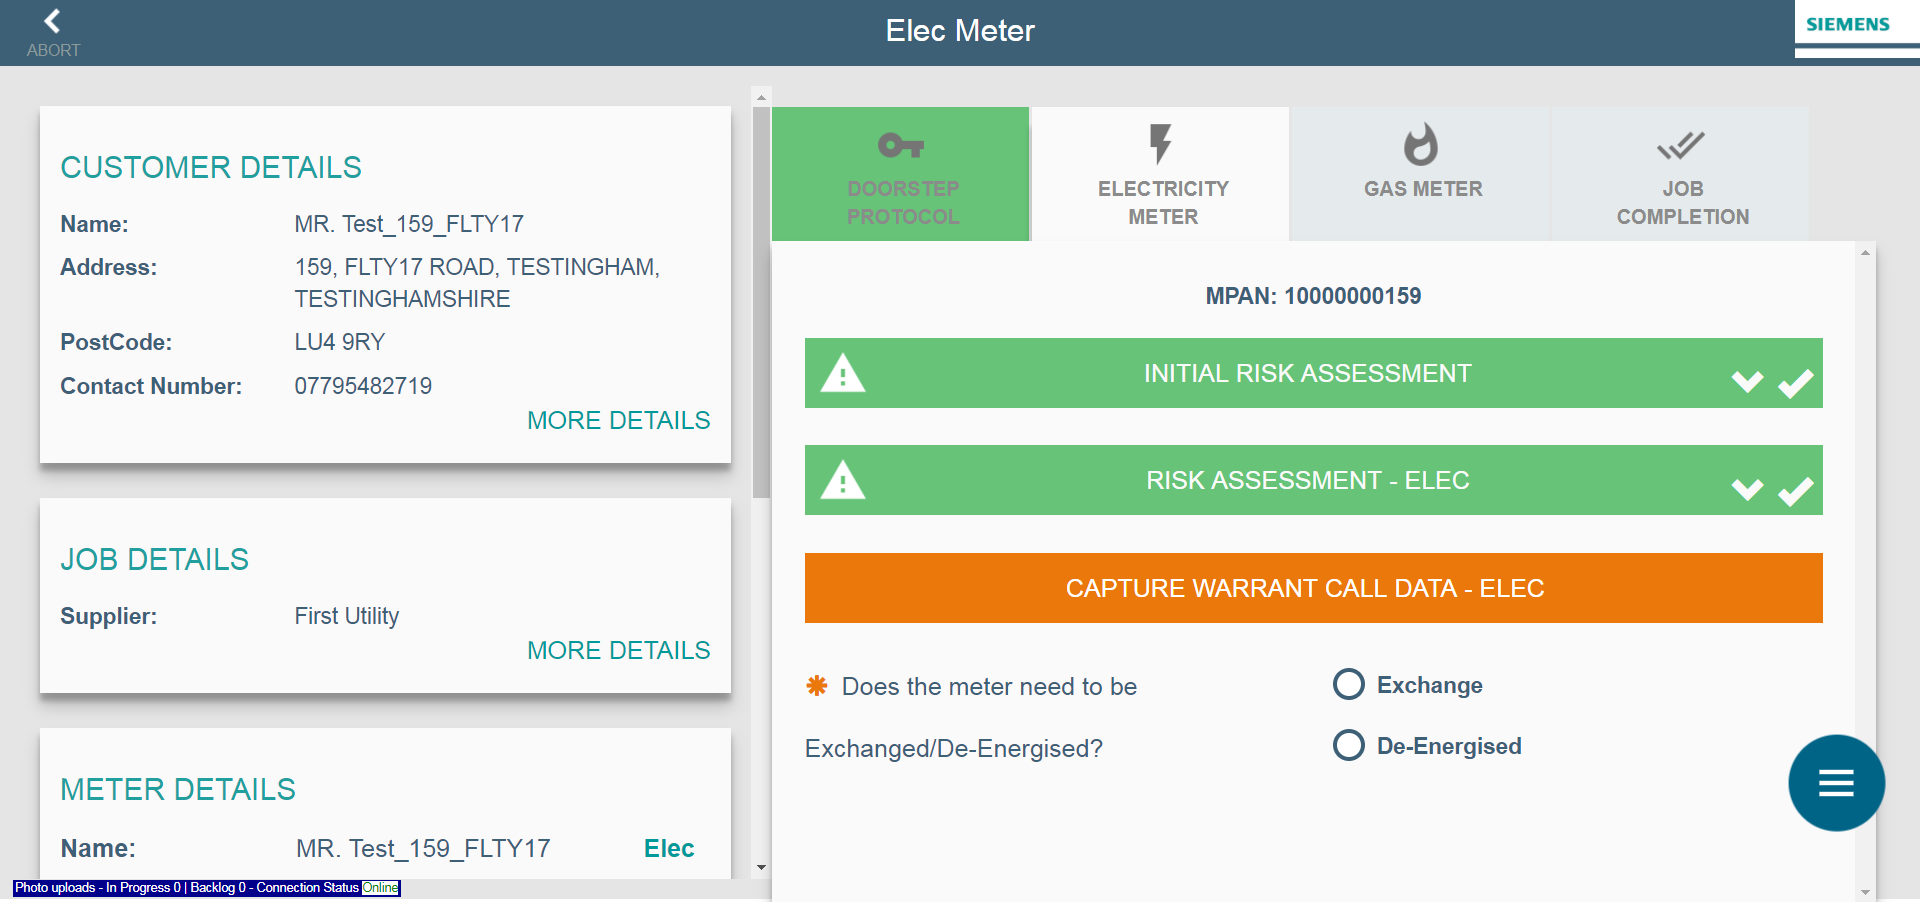 ABORT
Elec Meter
SIEMENS
CUSTOMER DETAILS
Name: MR. Test_159_FLTY17
Address: 159, FLTY17 ROAD, TESTINGHAM,
TESTINGHAMSHIRE
PostCode: LU4 9RY
Contact Number: 07795482719
MORE DETAILS
JOB DETAILS
Supplier: First Utility
MORE DETAILS
METER DETAILS
Name: MR. Test_159_FLTY17 Elec
Photo uploads - In Progress 0 | Backlog 0 - Connection Status Online
DOORSTEP
PROTOCOL
ELECTRICITY
METER
GAS METER
JOB
COMPLETION
MPAN: 10000000159
INITIAL RISK ASSESSMENT
RISK ASSESSMENT - ELEC
CAPTURE WARRANT CALL DATA - ELEC
✱ Does the meter need to be
Exchanged/De-Energised?
Exchange
De-Energised